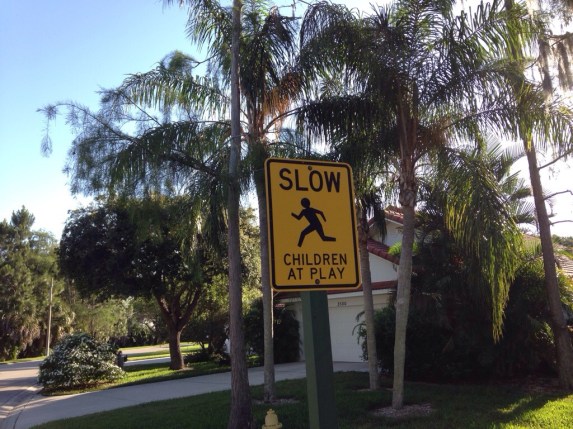 SLOW
CHILDREN
AT PLAY